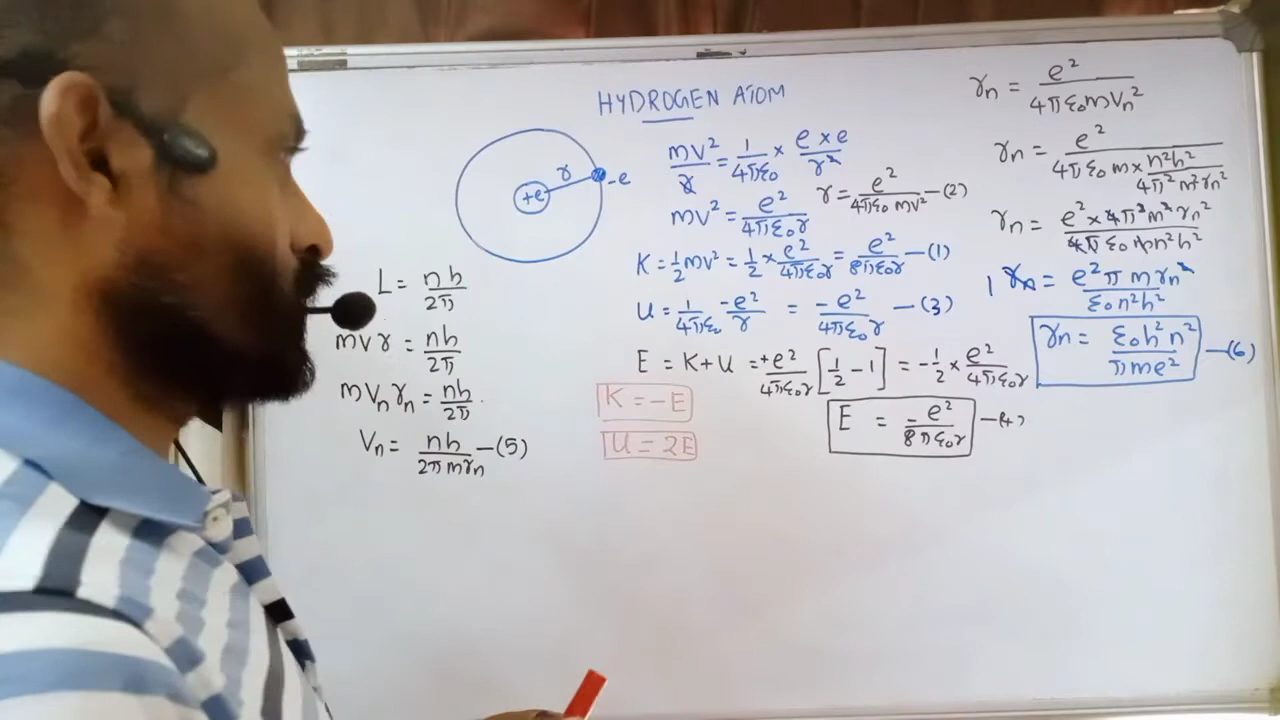 HYDROGEN ATOM
+e r -e
L = nh/2π
mvr = nh/2π
mVₙrₙ = nh/2π
Vₙ = nh/2πmrₙ —(5)
mv²/r = 1/4πε₀ × e×e/r²
mv² = e²/4πε₀r
r = e²/4πε₀mv² —(2)
K = ½mv² = ½ × e²/4πε₀r = e²/8πε₀r —(1)
U = 1/4πε₀ -e²/r = -e²/4πε₀r —(3)
E = K+U = +e²/4πε₀r [½ - 1] = -½ × e²/4πε₀r
K = -E
U = 2E
E = -e²/8πε₀r —(4)
rₙ = e²/4πε₀mVₙ²
rₙ = e²/4πε₀m×n²h²/4π²m²rₙ²
rₙ = e²×4π²m²rₙ²/4πε₀mn²h²
1 rₙ = e²πmrₙ²/ε₀n²h²
rₙ = ε₀h²n²/πme² —(6)